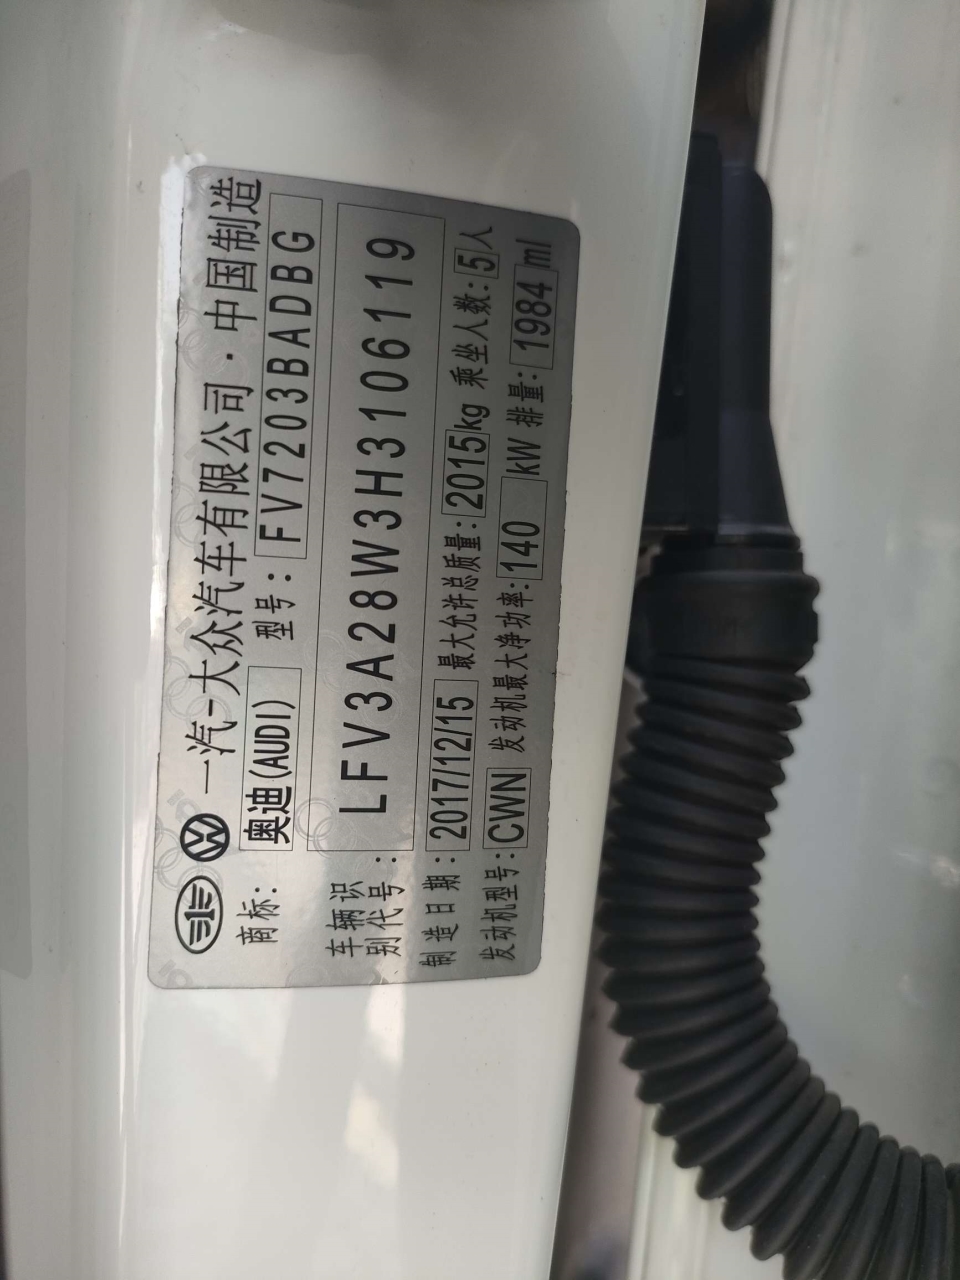 一汽-大众汽车有限公司·中国制造
商标: 奥迪(AUDI) 型号: FV7203BADBG
车辆识别代号: LFV3A28W3H3106119
制造日期: 2017/12/15 最大允许总质量: 2015kg 乘坐人数: 5人
发动机型号: CWN 发动机最大净功率: 140 kW 排量: 1984 ml